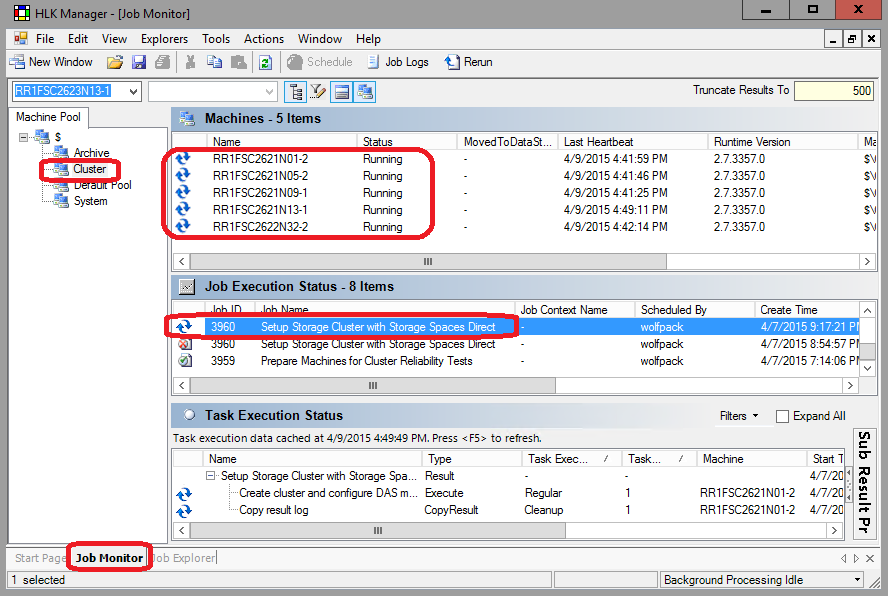 HLK Manager - [Job Monitor]
File Edit View Explorers Tools Actions Window Help
New Window Schedule Job Logs Rerun
RR1FSC2623N13-1 Truncate Results To 500
Machine Pool
$
Archive
Cluster
Default Pool
System
Machines - 5 Items
Name Status MovedToDataSt... Last Heartbeat Runtime Version Ma
RR1FSC2621N01-2 Running - 4/9/2015 4:41:59 PM 2.7.3357.0 $\
RR1FSC2621N05-2 Running - 4/9/2015 4:41:46 PM 2.7.3357.0 $\
RR1FSC2621N09-1 Running - 4/9/2015 4:41:25 PM 2.7.3357.0 $\
RR1FSC2621N13-1 Running - 4/9/2015 4:49:11 PM 2.7.3357.0 $\
RR1FSC2622N32-2 Running - 4/9/2015 4:42:14 PM 2.7.3357.0 $\
Job Execution Status - 8 Items
Job ID Job Name Job Context Name Scheduled By Create Time
3960 Setup Storage Cluster with Storage Spaces Direct - wolfpack 4/7/2015 9:17:21 PM
3960 Setup Storage Cluster with Storage Spaces Direct - wolfpack 4/7/2015 8:54:57 PM
3959 Prepare Machines for Cluster Reliability Tests - wolfpack 4/7/2015 7:14:06 PM
Task Execution Status Filters Expand All
Task execution data cached at 4/9/2015 4:49:49 PM. Press <F5> to refresh.
Name Type Task Exec... / Task... / Machine Start T
Setup Storage Cluster with Storage Spa... Result - - 4/7/20
Create cluster and configure DAS m... Execute Regular 1 RR1FSC2621N01-2 4/7/20
Copy result log CopyResult Cleanup 1 RR1FSC2621N01-2 4/7/20
Sub Result Pr
Start Page Job Monitor Job Explorer
1 selected Background Processing Idle